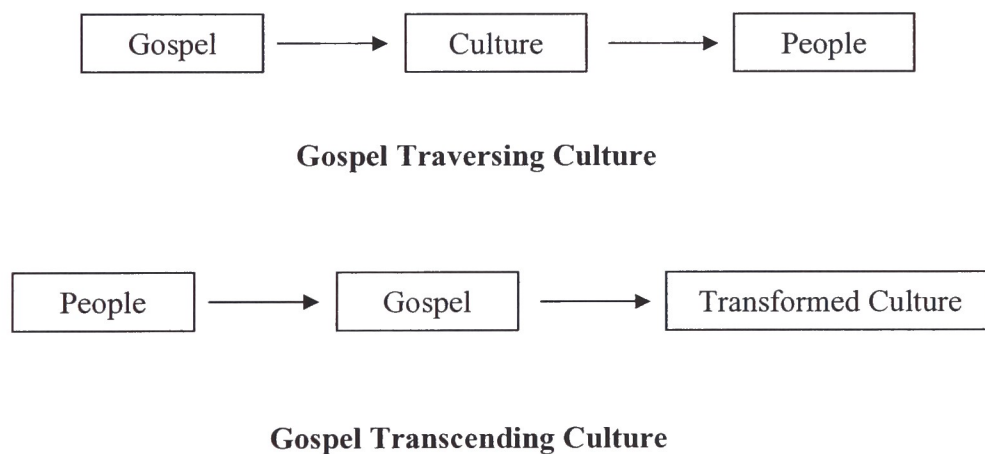 Gospel Culture People
Gospel Traversing Culture
People Gospel Transformed Culture
Gospel Transcending Culture